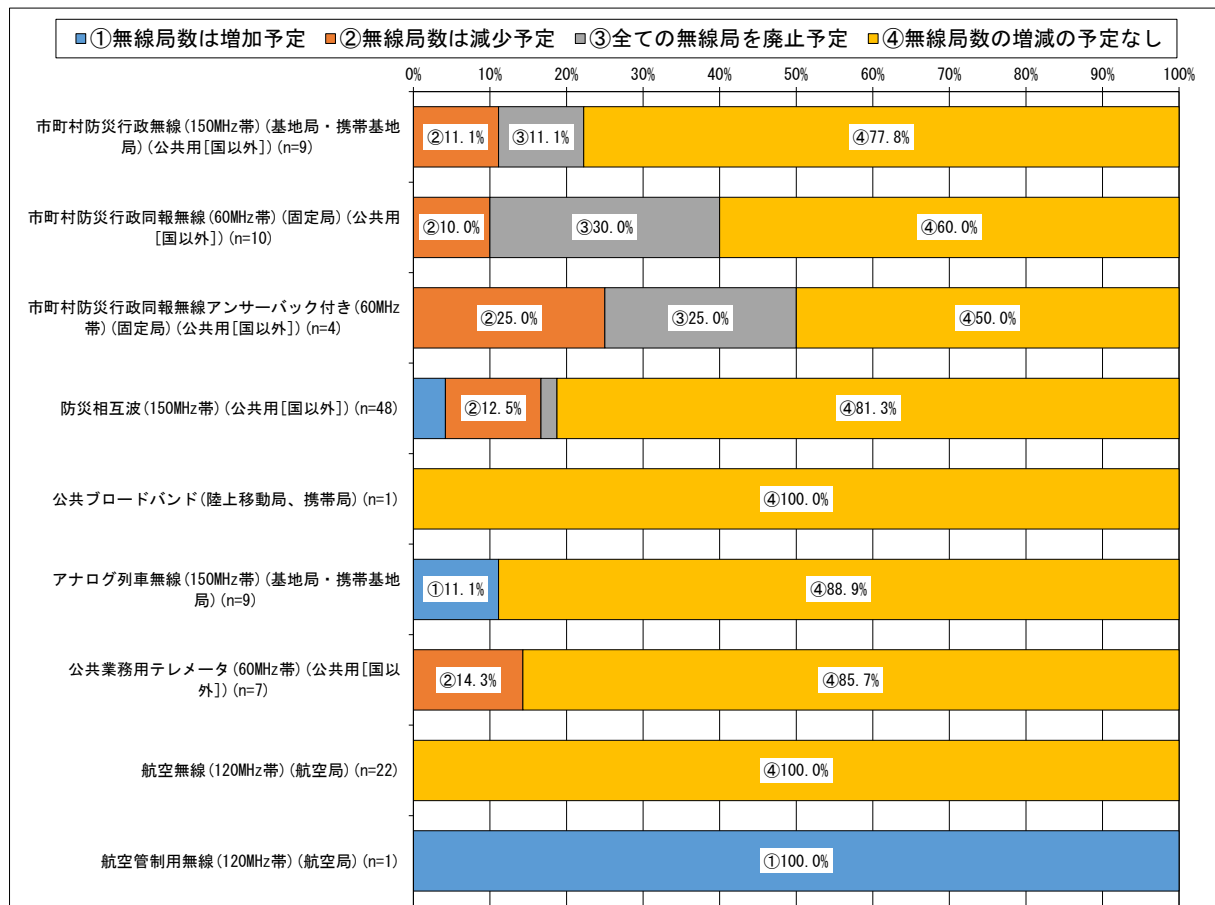 ■①無線局数は増加予定 ■②無線局数は減少予定 ■③全ての無線局を廃止予定 ■④無線局数の増減の予定なし
0% 10% 20% 30% 40% 50% 60% 70% 80% 90% 100%
市町村防災行政無線(150MHz帯)(基地局・携帯基地
局)(公共用[国以外])(n=9)
②11.1% ③11.1% ④77.8%
市町村防災行政同報無線(60MHz帯)(固定局)(公共用
[国以外])(n=10)
②10.0% ③30.0% ④60.0%
市町村防災行政同報無線アンサーバック付き(60MHz
帯)(固定局)(公共用[国以外])(n=4)
②25.0% ③25.0% ④50.0%
防災相互波(150MHz帯)(公共用[国以外])(n=48)
②12.5% ④81.3%
公共ブロードバンド(陸上移動局、携帯局)(n=1)
④100.0%
アナログ列車無線(150MHz帯)(基地局・携帯基地
局)(n=9)
①11.1% ④88.9%
公共業務用テレメータ(60MHz帯)(公共用[国以
外])(n=7)
②14.3% ④85.7%
航空無線(120MHz帯)(航空局)(n=22)
④100.0%
航空管制用無線(120MHz帯)(航空局)(n=1)
①100.0%